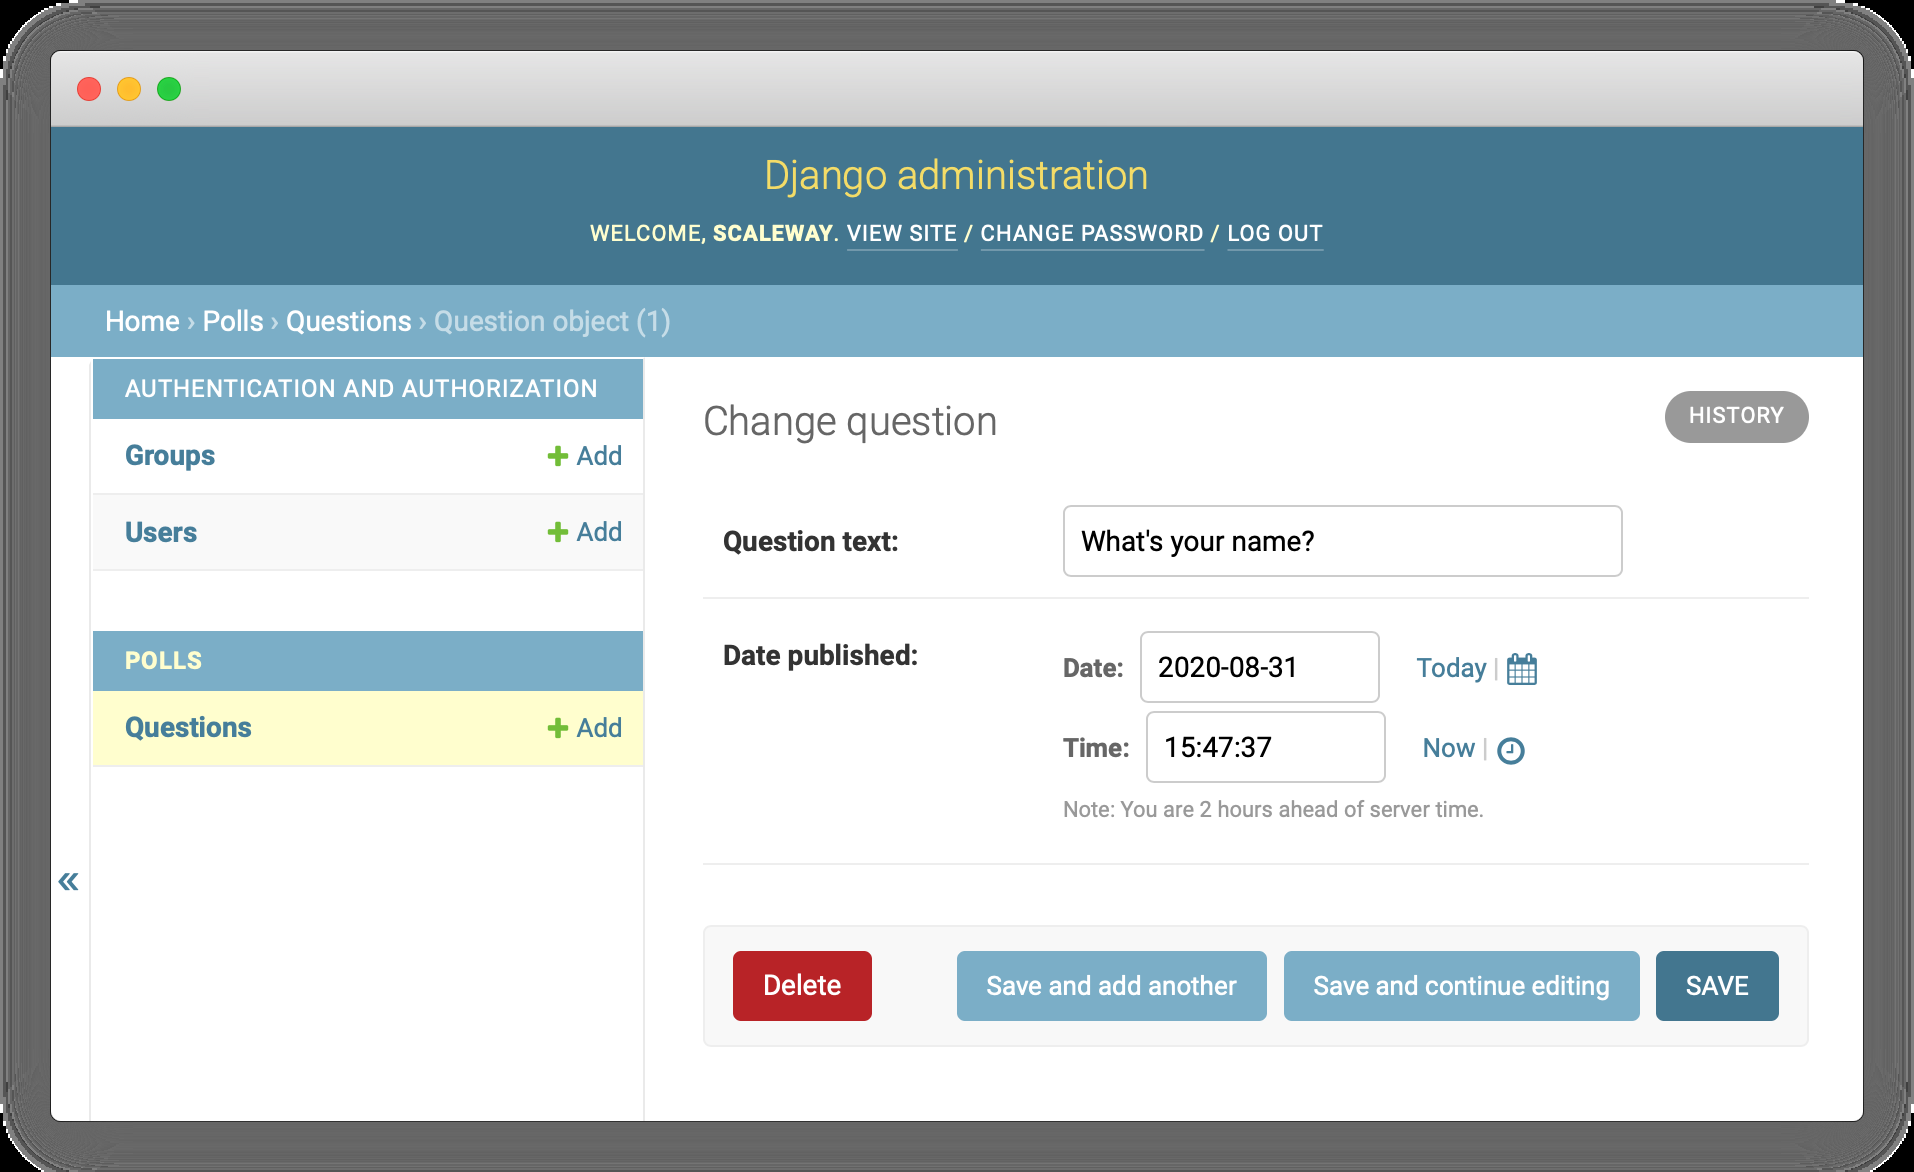 Django administration
WELCOME, SCALEWAY. VIEW SITE / CHANGE PASSWORD / LOG OUT
Home › Polls › Questions › Question object (1)
AUTHENTICATION AND AUTHORIZATION
Groups + Add
Users + Add
POLLS
Questions + Add
«
Change question
HISTORY
Question text: What's your name?
Date published:
Date: 2020-08-31 Today |
Time: 15:47:37 Now |
Note: You are 2 hours ahead of server time.
Delete Save and add another Save and continue editing SAVE